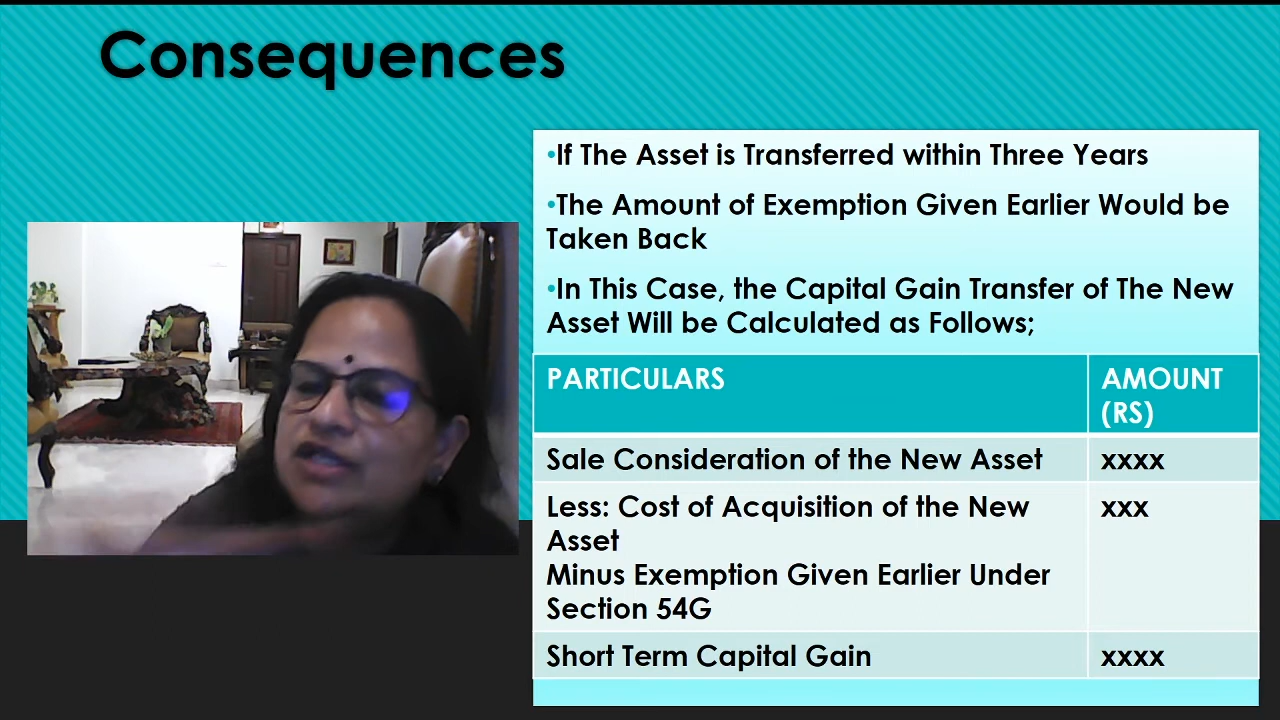 Consequences
•If The Asset is Transferred within Three Years
•The Amount of Exemption Given Earlier Would be
Taken Back
•In This Case, the Capital Gain Transfer of The New
Asset Will be Calculated as Follows;
PARTICULARS
AMOUNT
(RS)
Sale Consideration of the New Asset
xxxx
Less: Cost of Acquisition of the New
Asset
Minus Exemption Given Earlier Under
Section 54G
xxx
Short Term Capital Gain
xxxx